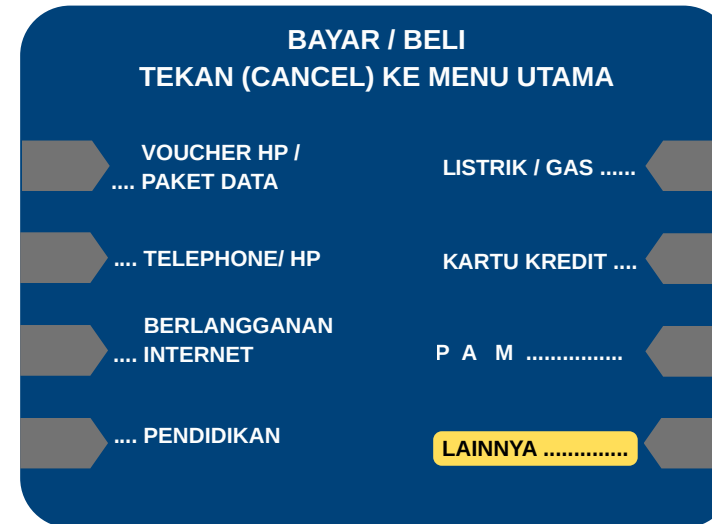 BAYAR / BELI
TEKAN (CANCEL) KE MENU UTAMA
VOUCHER HP /
.... PAKET DATA
LISTRIK / GAS ......
.... TELEPHONE/ HP
KARTU KREDIT ....
BERLANGGANAN
.... INTERNET
P A M ...............
.... PENDIDIKAN
LAINNYA ..............